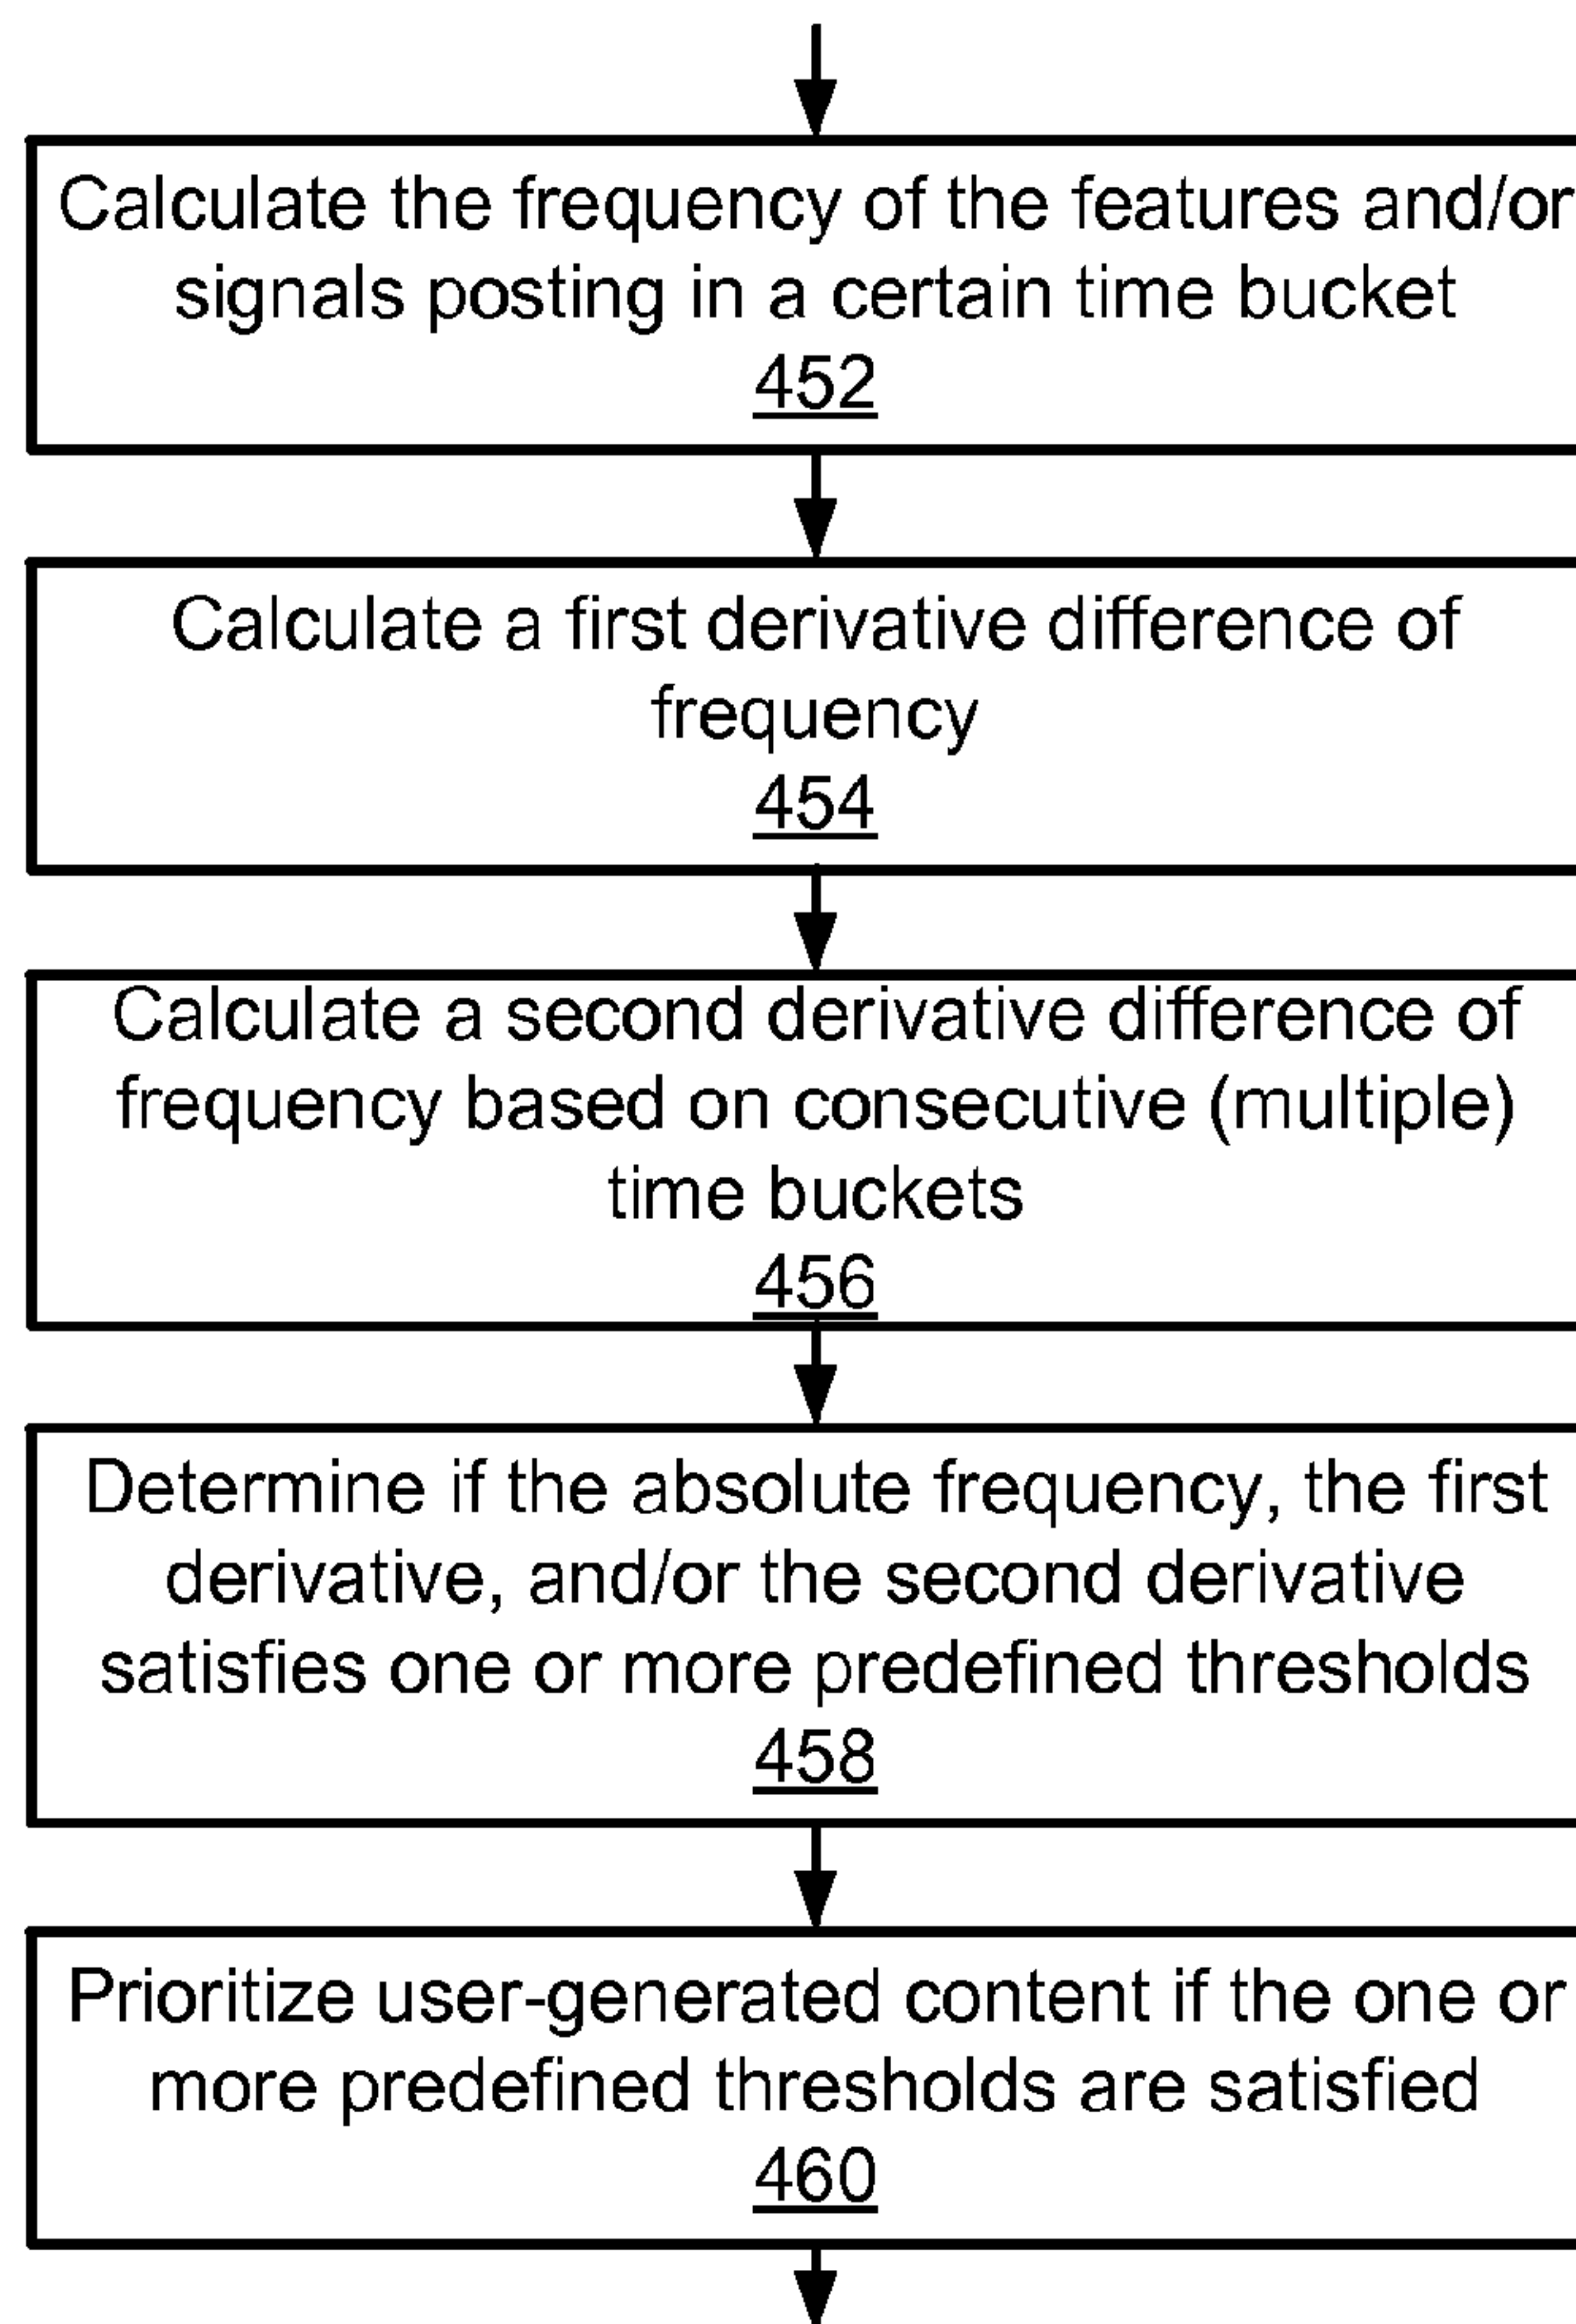 Calculate the frequency of the features and/or
signals posting in a certain time bucket
452
Calculate a first derivative difference of
frequency
454
Calculate a second derivative difference of
frequency based on consecutive (multiple)
time buckets
456
Determine if the absolute frequency, the first
derivative, and/or the second derivative
satisfies one or more predefined thresholds
458
Prioritize user-generated content if the one or
more predefined thresholds are satisfied
460